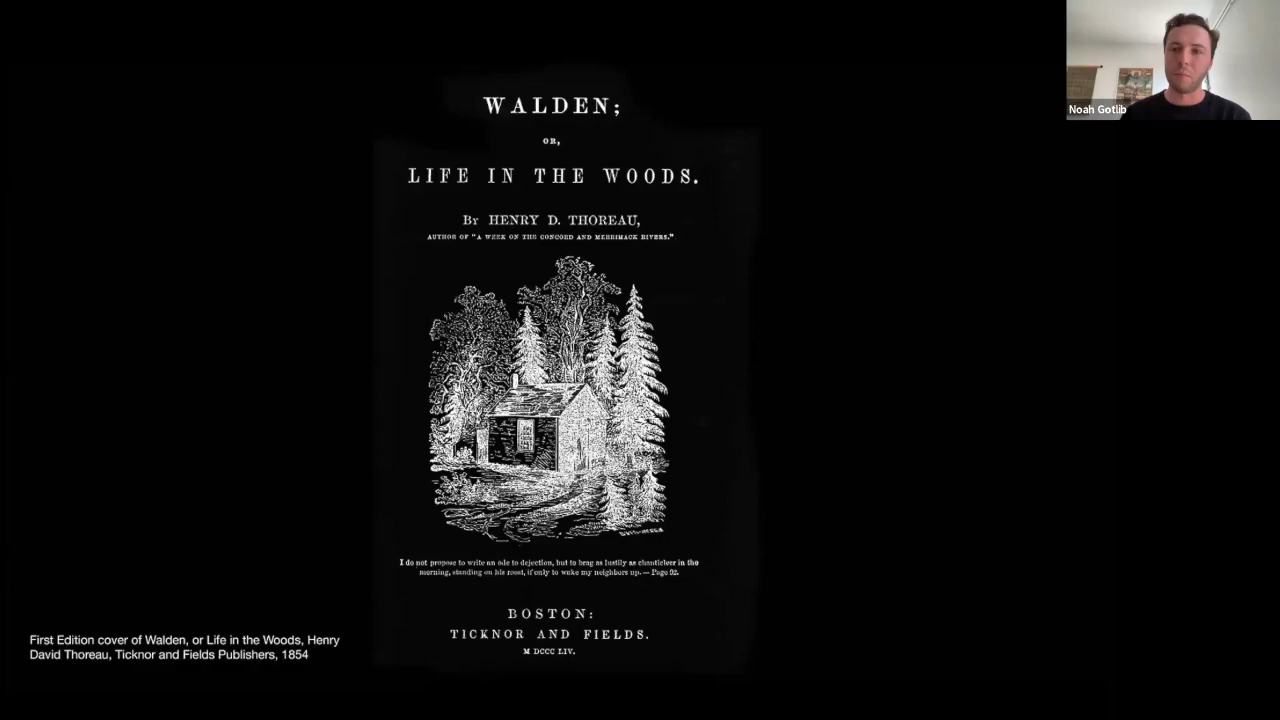 WALDEN;
OR,
LIFE IN THE WOODS.
By HENRY D. THOREAU,
AUTHOR OF "A WEEK ON THE CONCORD AND MERRIMACK RIVERS."
I do not propose to write an ode to dejection, but to brag as lustily as chanticleer in the
morning, standing on his roost, if only to wake my neighbors up. — Page 92.
BOSTON:
TICKNOR AND FIELDS.
M DCCC LIV.
First Edition cover of Walden, or Life in the Woods, Henry
David Thoreau, Ticknor and Fields Publishers, 1854
Noah Gotlib